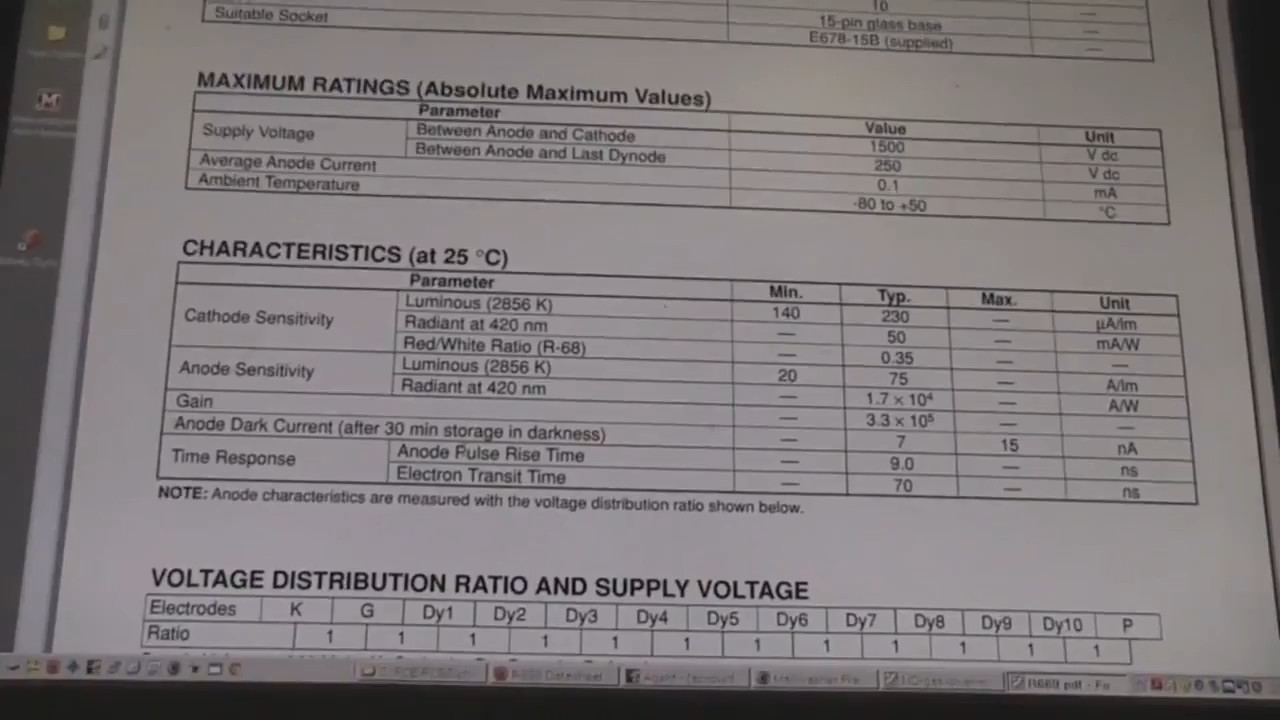 10 —
Suitable Socket 15-pin glass base —
E678-15B (supplied) —
MAXIMUM RATINGS (Absolute Maximum Values)
Parameter Value Unit
Supply Voltage Between Anode and Cathode 1500 V dc
Between Anode and Last Dynode 250 V dc
Average Anode Current 0.1 mA
Ambient Temperature -80 to +50 °C
CHARACTERISTICS (at 25 °C)
Parameter Min. Typ. Max. Unit
Cathode Sensitivity Luminous (2856 K) 140 230 — μA/lm
Radiant at 420 nm — 50 — mA/W
Red/White Ratio (R-68) — 0.35 — —
Anode Sensitivity Luminous (2856 K) 20 75 — A/lm
Radiant at 420 nm — 1.7 × 10⁴ — A/W
Gain — 3.3 × 10⁵ — —
Anode Dark Current (after 30 min storage in darkness) — 7 15 nA
Time Response Anode Pulse Rise Time — 9.0 — ns
Electron Transit Time — 70 — ns
NOTE: Anode characteristics are measured with the voltage distribution ratio shown below.
VOLTAGE DISTRIBUTION RATIO AND SUPPLY VOLTAGE
Electrodes K G Dy1 Dy2 Dy3 Dy4 Dy5 Dy6 Dy7 Dy8 Dy9 Dy10 P
Ratio 1 1 1 1 1 1 1 1 1 1 1 1
R669.pdf - Fo